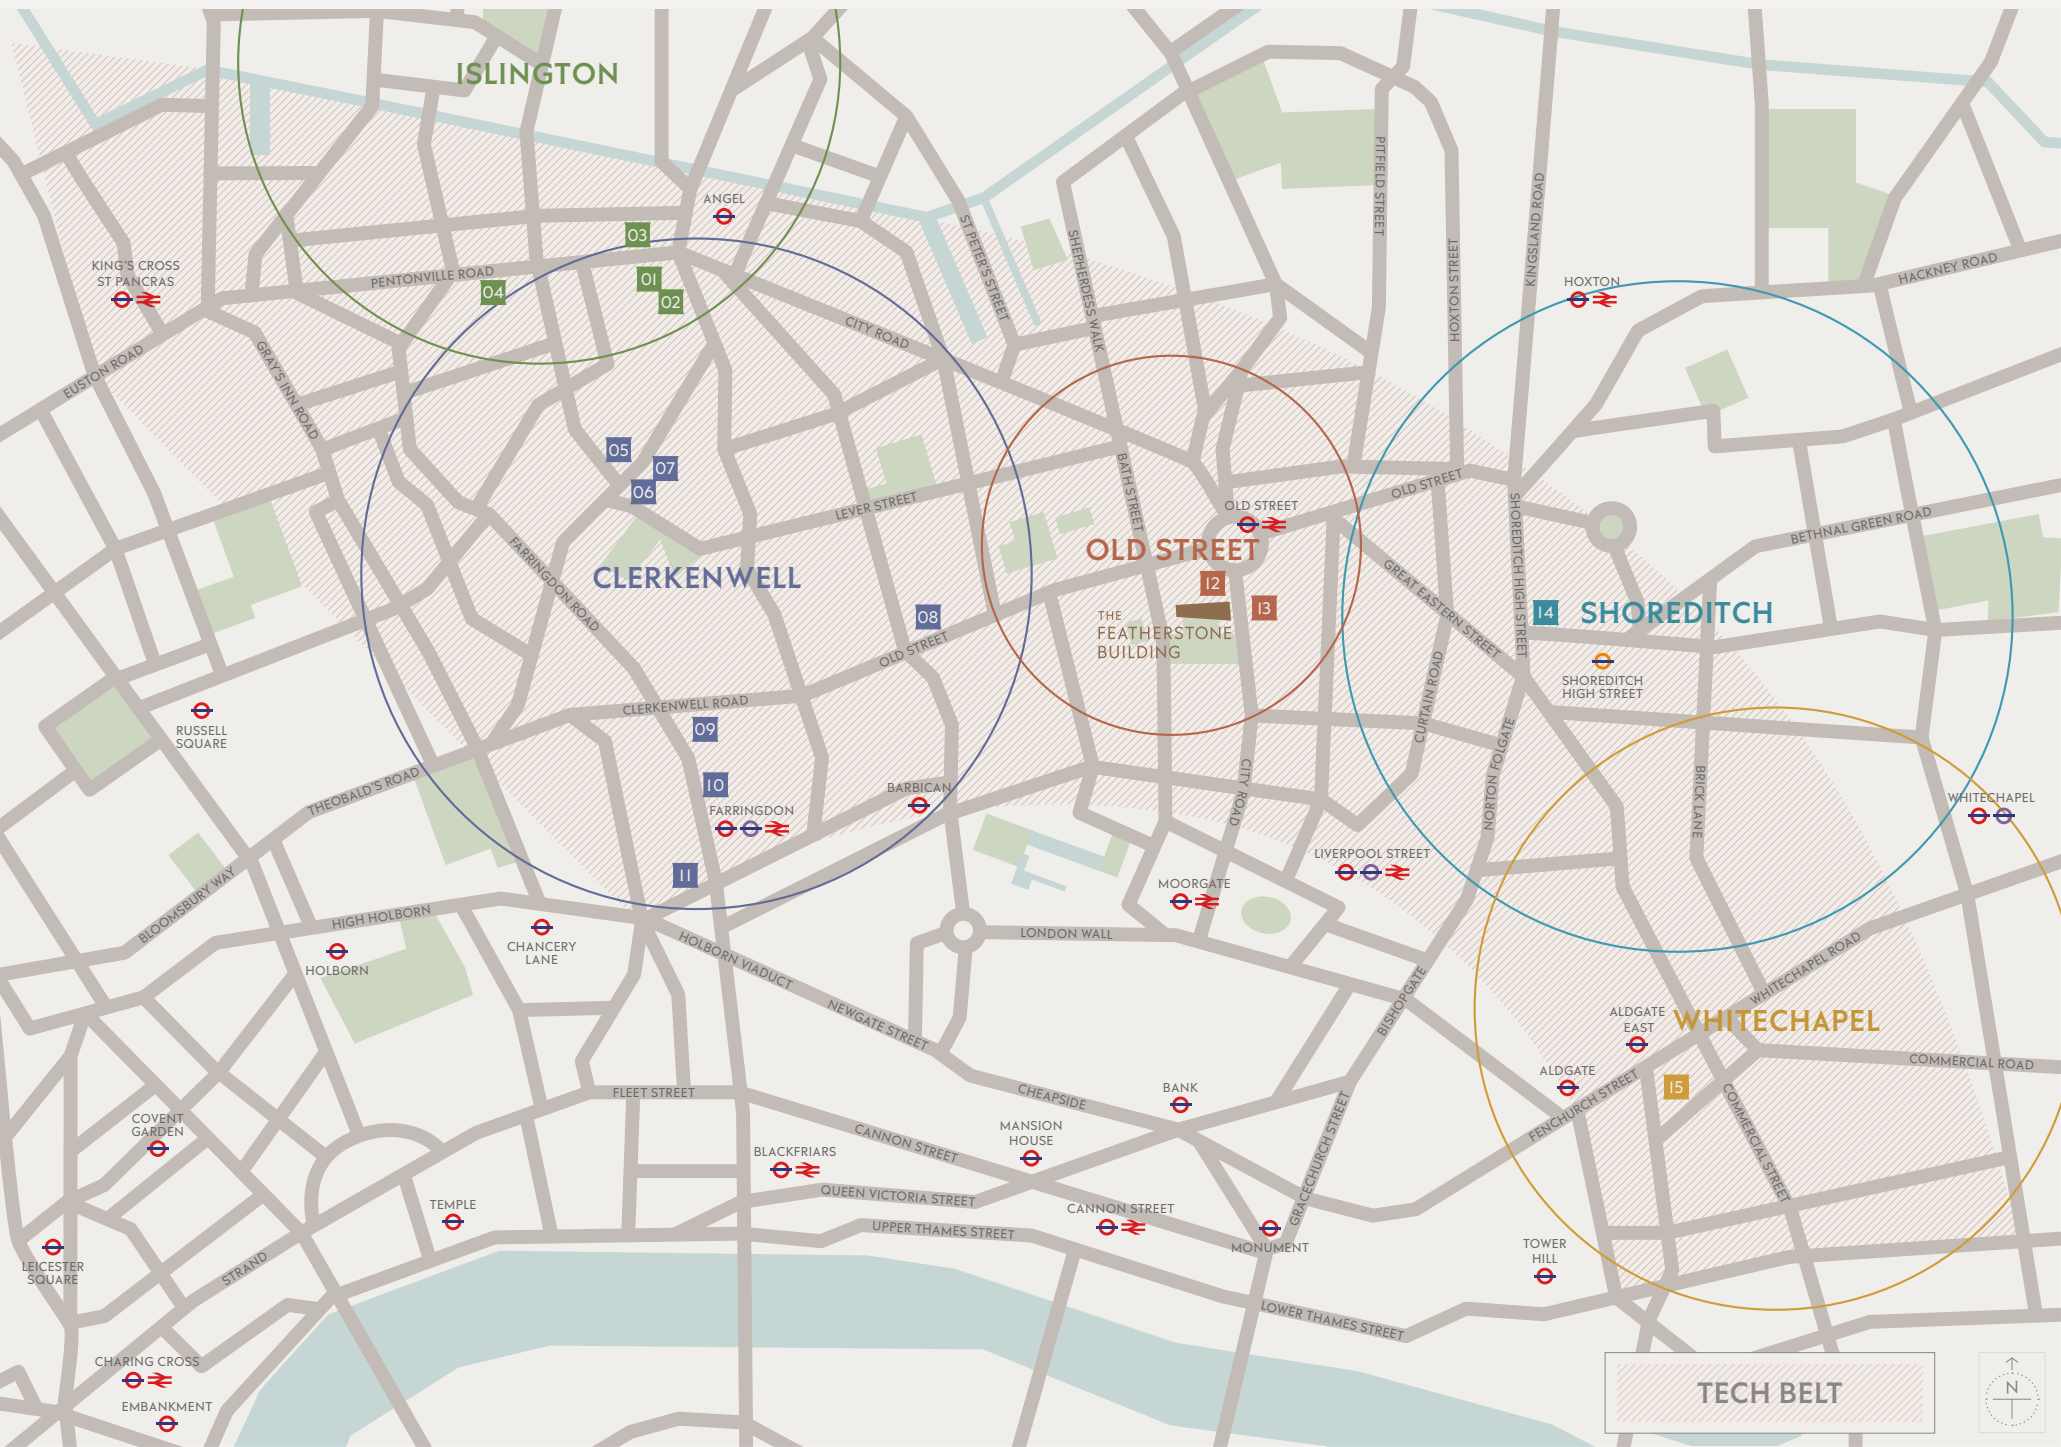 ISLINGTON
PITFIELD STREET
KINGSLAND ROAD
ANGEL
03
ST PETER'S STREET
SHEPHERDESS WALK
HOXTON STREET
HACKNEY ROAD
KING'S CROSS
ST PANCRAS
PENTONVILLE ROAD
04
01
02
HOXTON
CITY ROAD
EUSTON ROAD
GRAY'S INN ROAD
05
07
06
LEVER STREET
BATH STREET
OLD STREET
OLD STREET
SHOREDITCH HIGH STREET
BETHNAL GREEN ROAD
FARRINGDON ROAD
CLERKENWELL
OLD STREET
12
13
GREAT EASTERN STREET
14
SHOREDITCH
08
OLD STREET
THE
FEATHERSTONE
BUILDING
SHOREDITCH
HIGH STREET
CURTAIN ROAD
RUSSELL
SQUARE
CLERKENWELL ROAD
09
NORTON FOLGATE
THEOBALD'S ROAD
10
BARBICAN
CITY ROAD
BRICK LANE
WHITECHAPEL
FARRINGDON
LIVERPOOL STREET
11
MOORGATE
BLOOMSBURY WAY
HIGH HOLBORN
HOLBORN
CHANCERY
LANE
HOLBORN VIADUCT
LONDON WALL
WHITECHAPEL ROAD
BISHOPGATE
NEWGATE STREET
ALDGATE
EAST
WHITECHAPEL
COMMERCIAL ROAD
ALDGATE
15
FLEET STREET
CHEAPSIDE
BANK
FENCHURCH STREET
COMMERCIAL STREET
COVENT
GARDEN
CANNON STREET
MANSION
HOUSE
GRACECHURCH STREET
BLACKFRIARS
QUEEN VICTORIA STREET
TEMPLE
CANNON STREET
UPPER THAMES STREET
MONUMENT
TOWER
HILL
LEICESTER
SQUARE
STRAND
LOWER THAMES STREET
CHARING CROSS
EMBANKMENT
TECH BELT
N